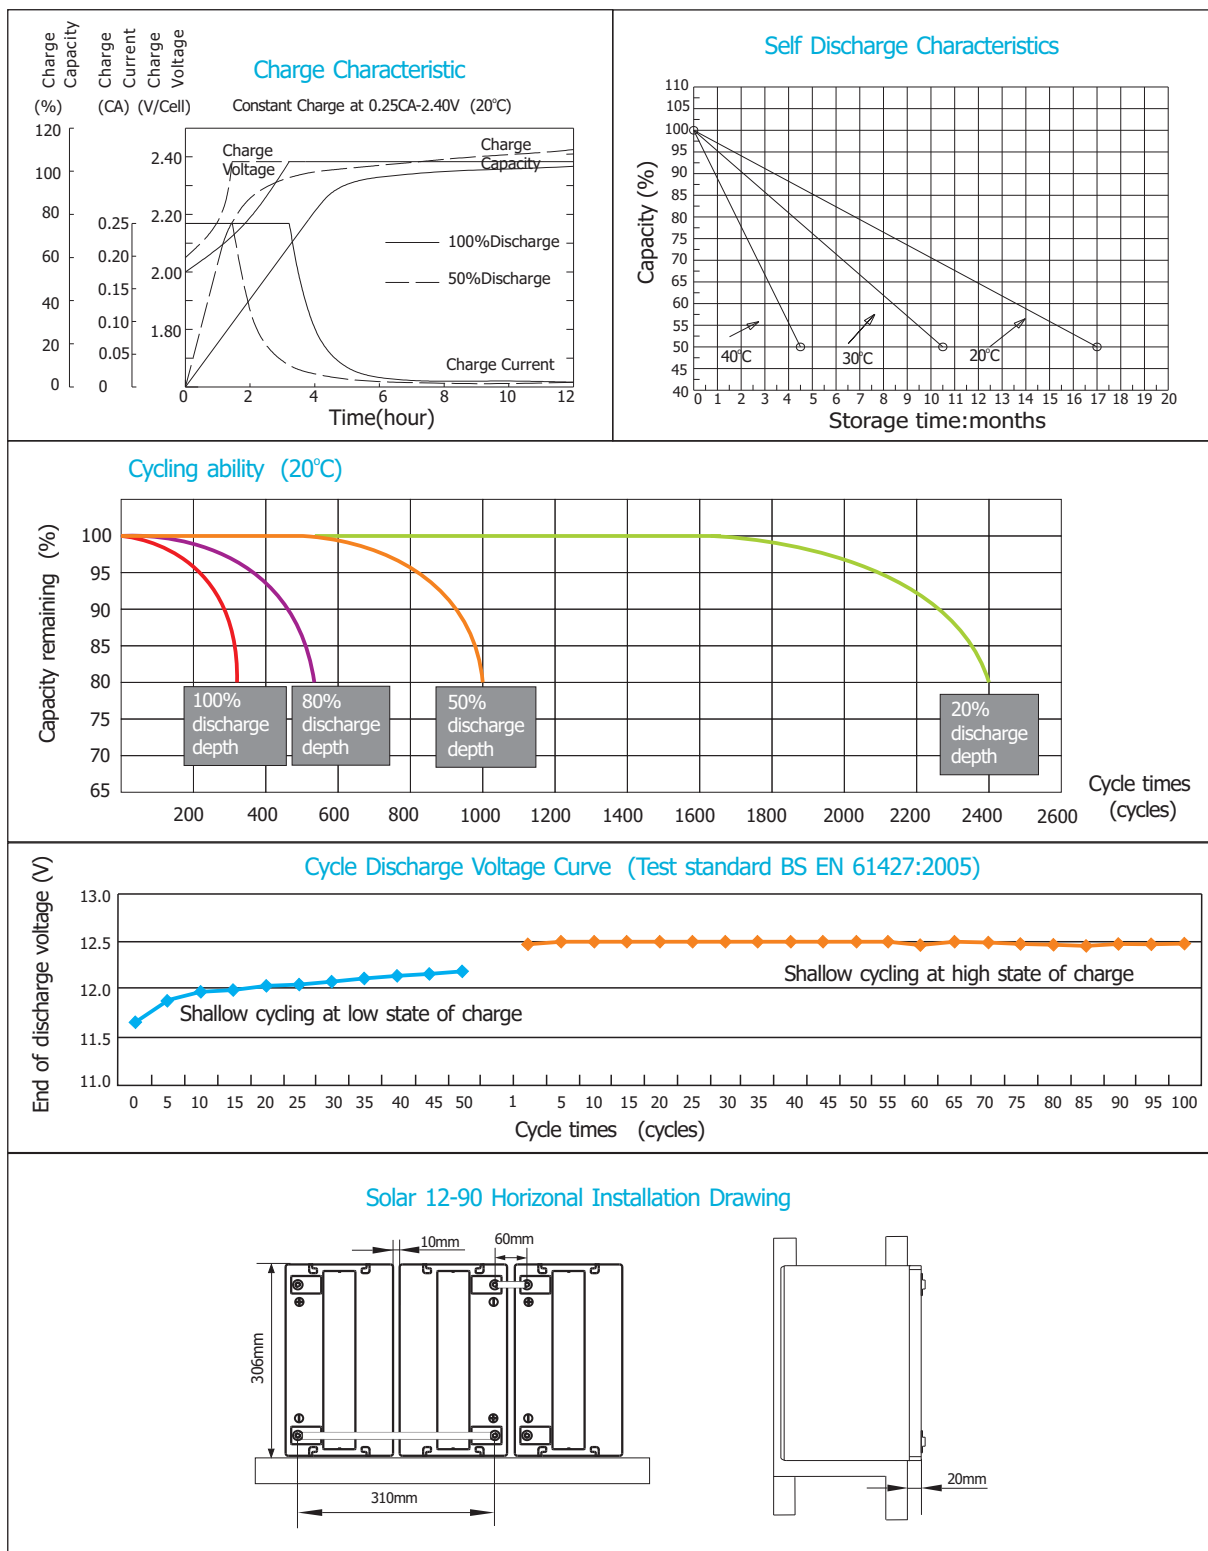 Charge Capacity
Charge Current
Charge Voltage
(%) (CA) (V/Cell)
Charge Characteristic
Constant Charge at 0.25CA-2.40V (20°C)
120
100
80
60
40
20
0
0.25
0.20
0.15
0.10
0.05
0
2.40
2.20
2.00
1.80
Charge
Voltage
Charge
Capacity
100%Discharge
50%Discharge
Charge Current
0 2 4 6 8 10 12
Time(hour)
Self Discharge Characteristics
Capacity (%)
110
105
100
95
90
85
80
75
70
65
60
55
50
45
40
40°C 30°C 20°C
0 1 2 3 4 5 6 7 8 9 10 11 12 13 14 15 16 17 18 19 20
Storage time:months
Cycling ability (20°C)
Capacity remaining (%)
100
95
90
85
80
75
70
65
100%
discharge
depth
80%
discharge
depth
50%
discharge
depth
20%
discharge
depth
200 400 600 800 1000 1200 1400 1600 1800 2000 2200 2400 2600
Cycle times
(cycles)
Cycle Discharge Voltage Curve (Test standard BS EN 61427:2005)
End of discharge voltage (V)
13.0
12.5
12.0
11.5
11.0
Shallow cycling at low state of charge
Shallow cycling at high state of charge
0 5 10 15 20 25 30 35 40 45 50 1 5 10 15 20 25 30 35 40 45 50 55 60 65 70 75 80 85 90 95 100
Cycle times (cycles)
Solar 12-90 Horizonal Installation Drawing
10mm
60mm
306mm
310mm
20mm